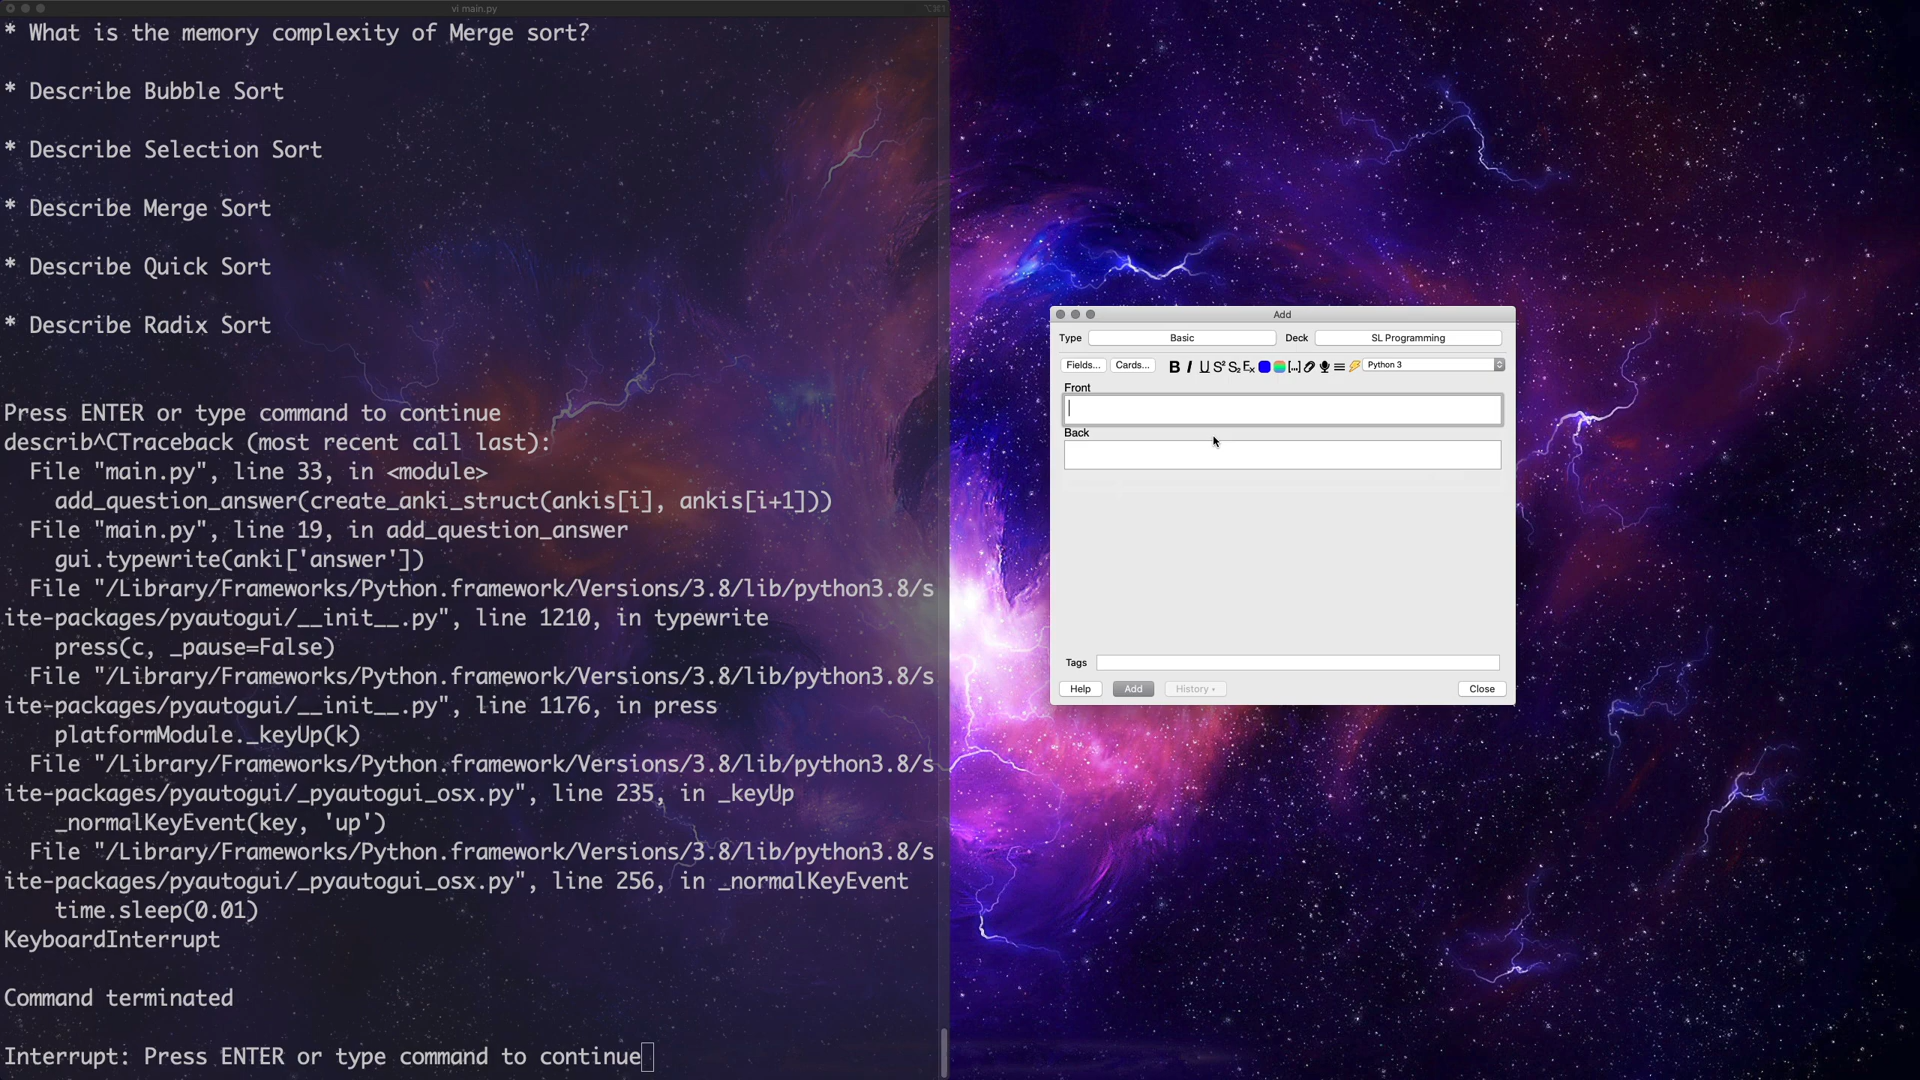 vi main.py
⌥⌘1
* What is the memory complexity of Merge sort?
* Describe Bubble Sort
* Describe Selection Sort
* Describe Merge Sort
* Describe Quick Sort
* Describe Radix Sort
Press ENTER or type command to continue
describ^CTraceback (most recent call last):
  File "main.py", line 33, in <module>
    add_question_answer(create_anki_struct(ankis[i], ankis[i+1]))
  File "main.py", line 19, in add_question_answer
    gui.typewrite(anki['answer'])
  File "/Library/Frameworks/Python.framework/Versions/3.8/lib/python3.8/s
ite-packages/pyautogui/__init__.py", line 1210, in typewrite
    press(c, _pause=False)
  File "/Library/Frameworks/Python.framework/Versions/3.8/lib/python3.8/s
ite-packages/pyautogui/__init__.py", line 1176, in press
    platformModule._keyUp(k)
  File "/Library/Frameworks/Python.framework/Versions/3.8/lib/python3.8/s
ite-packages/pyautogui/_pyautogui_osx.py", line 235, in _keyUp
    _normalKeyEvent(key, 'up')
  File "/Library/Frameworks/Python.framework/Versions/3.8/lib/python3.8/s
ite-packages/pyautogui/_pyautogui_osx.py", line 256, in _normalKeyEvent
    time.sleep(0.01)
KeyboardInterrupt
Command terminated
Interrupt: Press ENTER or type command to continue
Add
Type Basic Deck SL Programming
Fields... Cards... B I U S² S₂ Ex [...] Python 3
Front
Back
Tags
Help Add History Close